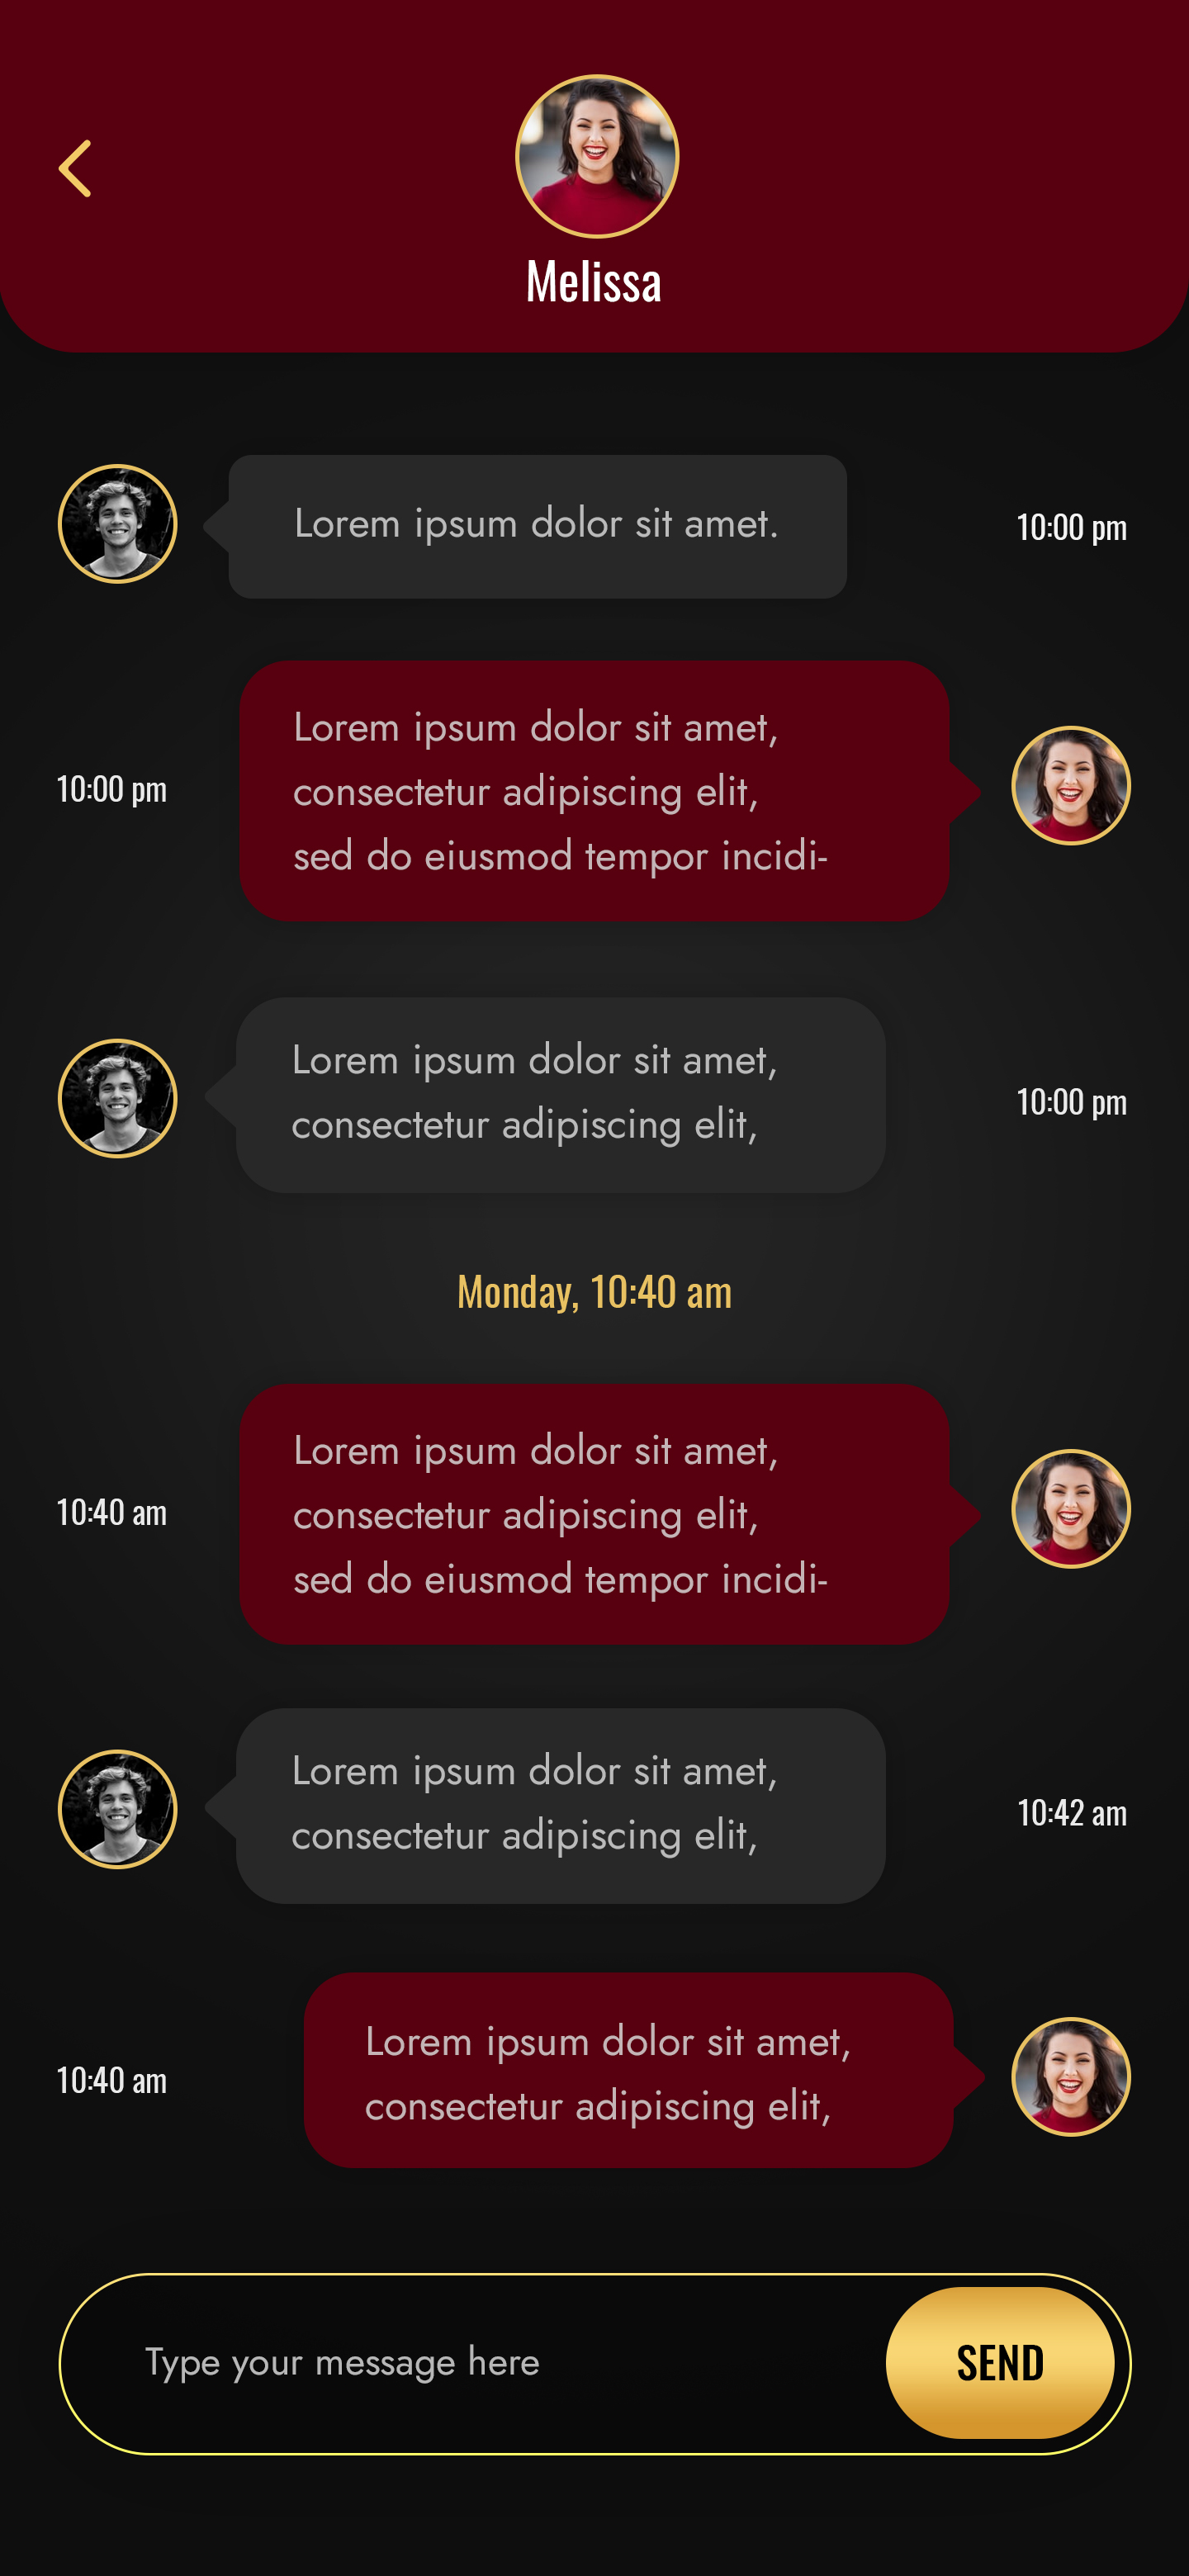 Melissa
Lorem ipsum dolor sit amet.
10:00 pm
Lorem ipsum dolor sit amet,
consectetur adipiscing elit,
sed do eiusmod tempor incidi-
10:00 pm
Lorem ipsum dolor sit amet,
consectetur adipiscing elit,
10:00 pm
Monday, 10:40 am
Lorem ipsum dolor sit amet,
consectetur adipiscing elit,
sed do eiusmod tempor incidi-
10:40 am
Lorem ipsum dolor sit amet,
consectetur adipiscing elit,
10:42 am
Lorem ipsum dolor sit amet,
consectetur adipiscing elit,
10:40 am
Type your message here
SEND